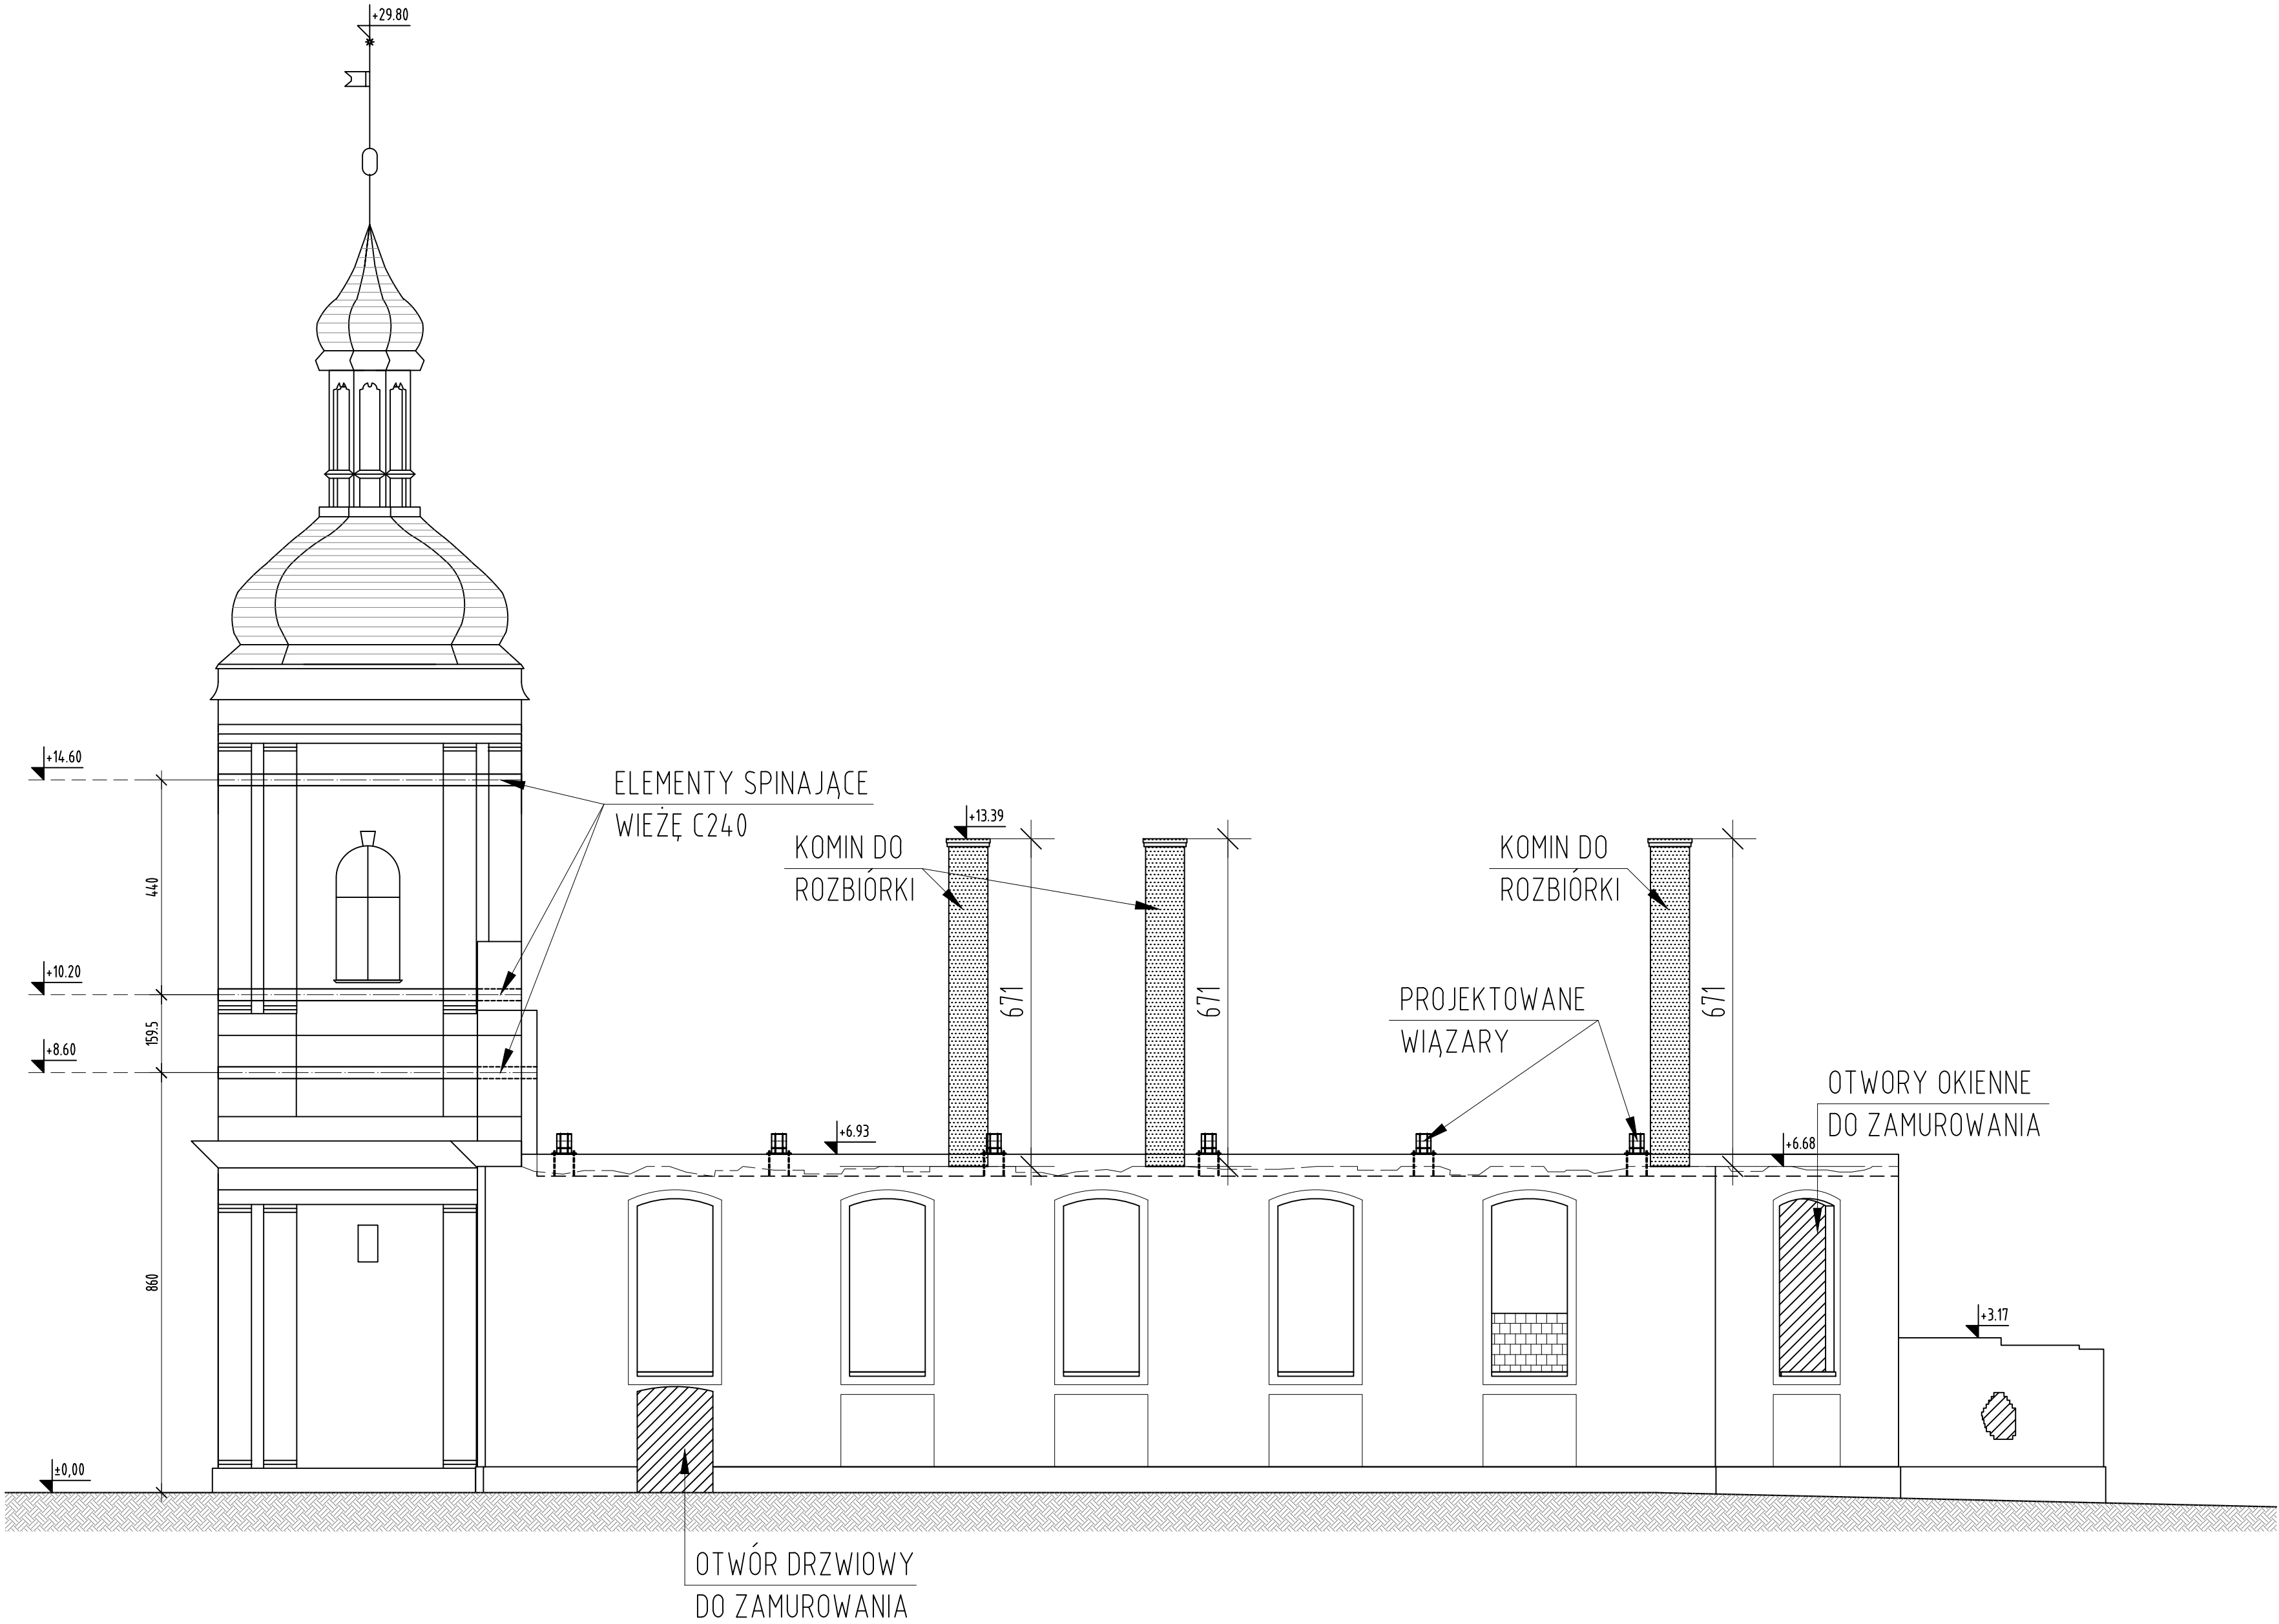 +29.80
+14.60
ELEMENTY SPINAJĄCE
WIEŻĘ C240
+13.39
KOMIN DO
ROZBIÓRKI
KOMIN DO
ROZBIÓRKI
440
+10.20
671
671
671
PROJEKTOWANE
WIĄZARY
159.5
+8.60
OTWORY OKIENNE
DO ZAMUROWANIA
+6.93
+6.68
860
+3.17
±0,00
OTWÓR DRZWIOWY
DO ZAMUROWANIA